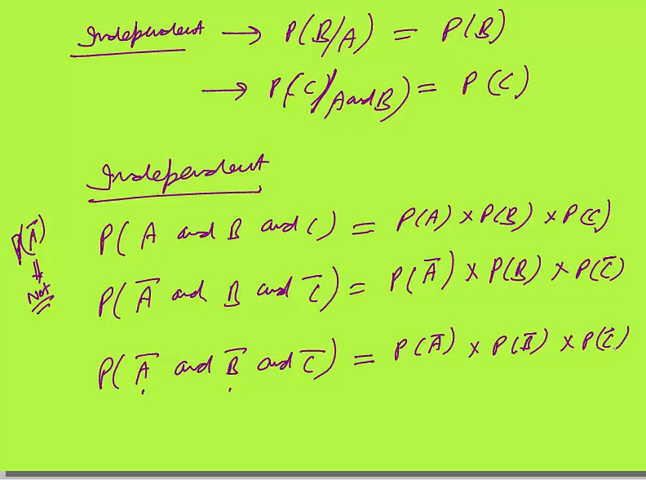 Independent → P(B/A) = P(B)
→ P(C/A and B) = P(C)
Independent
P(A and B and C) = P(A) × P(B) × P(C)
P(Ā and B and C̄) = P(Ā) × P(B) × P(C̄)
P(Ā and B̄ and C̄) = P(Ā) × P(B̄) × P(C̄)
P(Ā)
⇓
Not